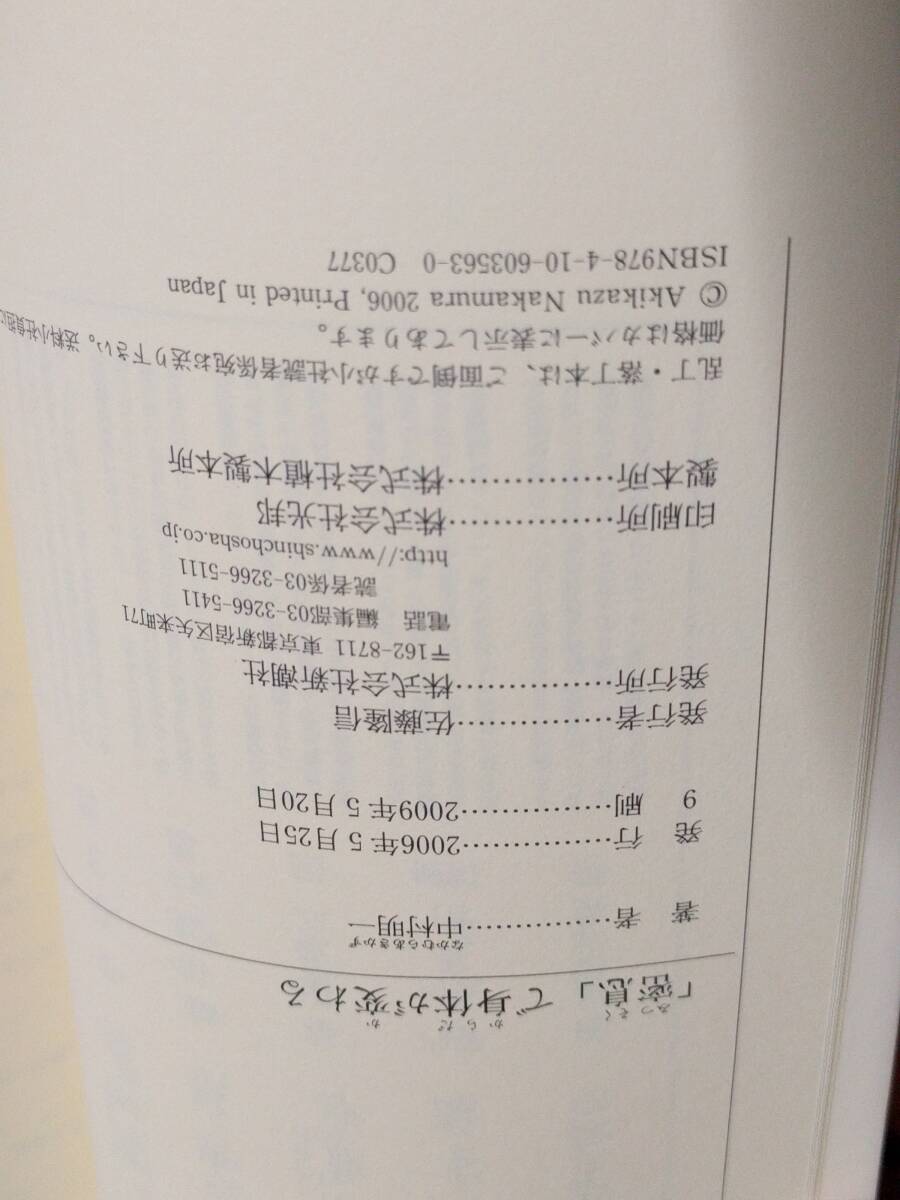 「密息」で身体が変わる
著　者……………中村明一
発　行……………2006年5月25日
9　刷……………2009年5月20日
発行者……………佐藤隆信
発行所……………株式会社新潮社
〒162-8711 東京都新宿区矢来町71
電話　編集部03-3266-5411
読者係03-3266-5111
http://www.shinchosha.co.jp
印刷所……………株式会社光邦
製本所……………株式会社植木製本所
乱丁・落丁本は、ご面倒ですが小社読者係宛お送り下さい。送料小社負担に
価格はカバーに表示してあります。
© Akikazu Nakamura 2006, Printed in Japan
ISBN978-4-10-603563-0　C0377